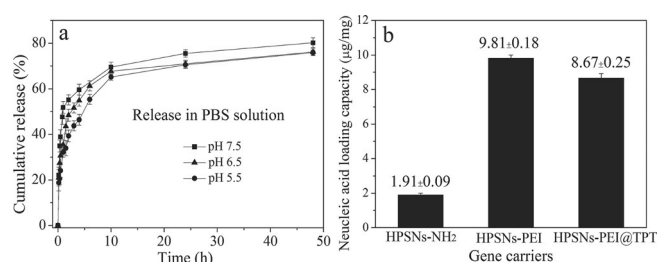 a
Cumulative release (%)
80
60
40
20
0
Release in PBS solution
pH 7.5
pH 6.5
pH 5.5
0 10 20 30 40 50
Time (h)
b
Neucleic acid loading capacity (μg/mg)
12
10
8
6
4
2
0
1.91±0.09
9.81±0.18
8.67±0.25
HPSNs-NH2 HPSNs-PEI HPSNs-PEI@TPT
Gene carriers